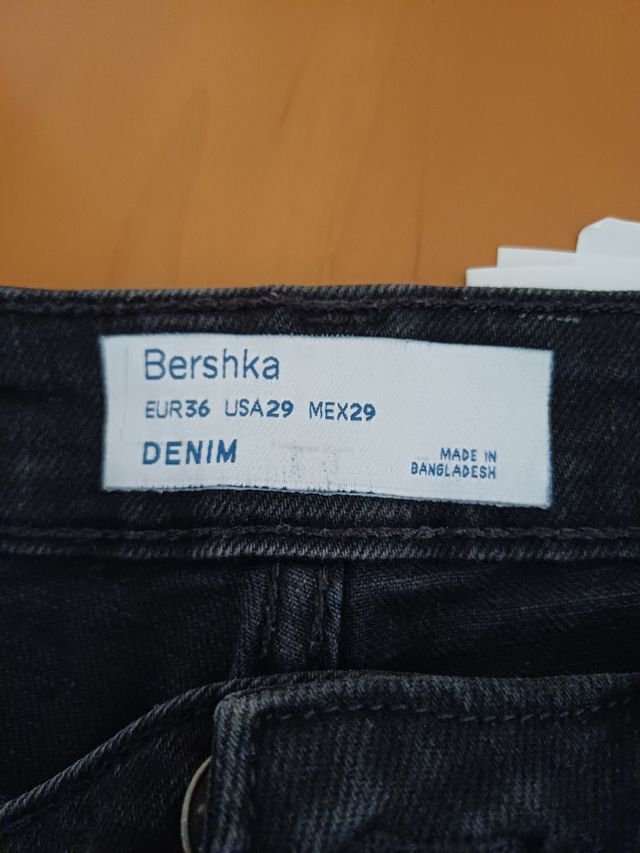 Bershka
EUR36 USA29 MEX29
DENIM
MADE IN
BANGLADESH